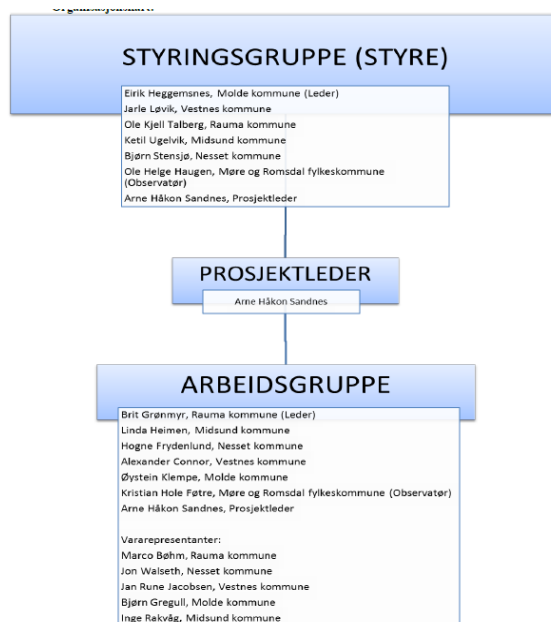 Organisasjonskart:
STYRINGSGRUPPE (STYRE)
Eirik Heggemsnes, Molde kommune (Leder)
Jarle Løvik, Vestnes kommune
Ole Kjell Talberg, Rauma kommune
Ketil Ugelvik, Midsund kommune
Bjørn Stensjø, Nesset kommune
Ole Helge Haugen, Møre og Romsdal fylkeskommune
(Observatør)
Arne Håkon Sandnes, Prosjektleder
PROSJEKTLEDER
Arne Håkon Sandnes
ARBEIDSGRUPPE
Brit Grønmyr, Rauma kommune (Leder)
Linda Heimen, Midsund kommune
Hogne Frydenlund, Nesset kommune
Alexander Connor, Vestnes kommune
Øystein Klempe, Molde kommune
Kristian Hole Føtre, Møre og Romsdal fylkeskommune (Observatør)
Arne Håkon Sandnes, Prosjektleder
Vararepresentanter:
Marco Bøhm, Rauma kommune
Jon Walseth, Nesset kommune
Jan Rune Jacobsen, Vestnes kommune
Bjørn Gregull, Molde kommune
Inge Rakvåg, Midsund kommune